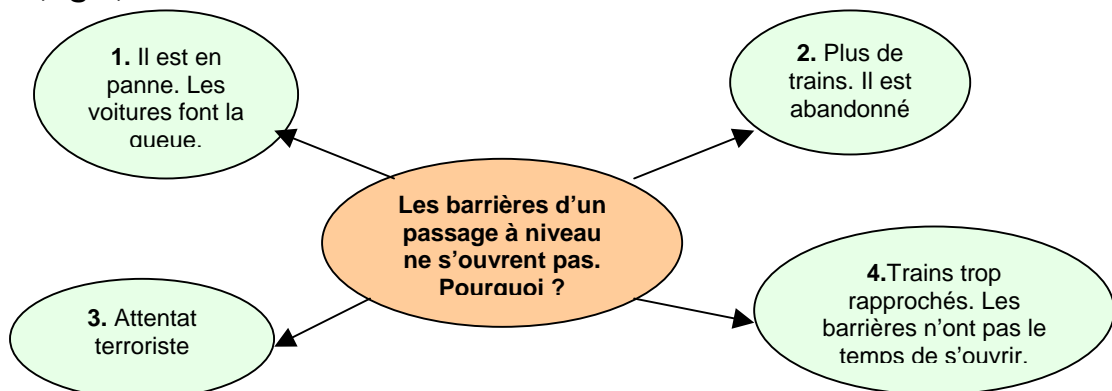 1. Il est en
panne. Les
voitures font la
queue.
2. Plus de
trains. Il est
abandonné
Les barrières d'un
passage à niveau
ne s'ouvrent pas.
Pourquoi ?
3. Attentat
terroriste
4.Trains trop
rapprochés. Les
barrières n'ont pas le
temps de s'ouvrir.